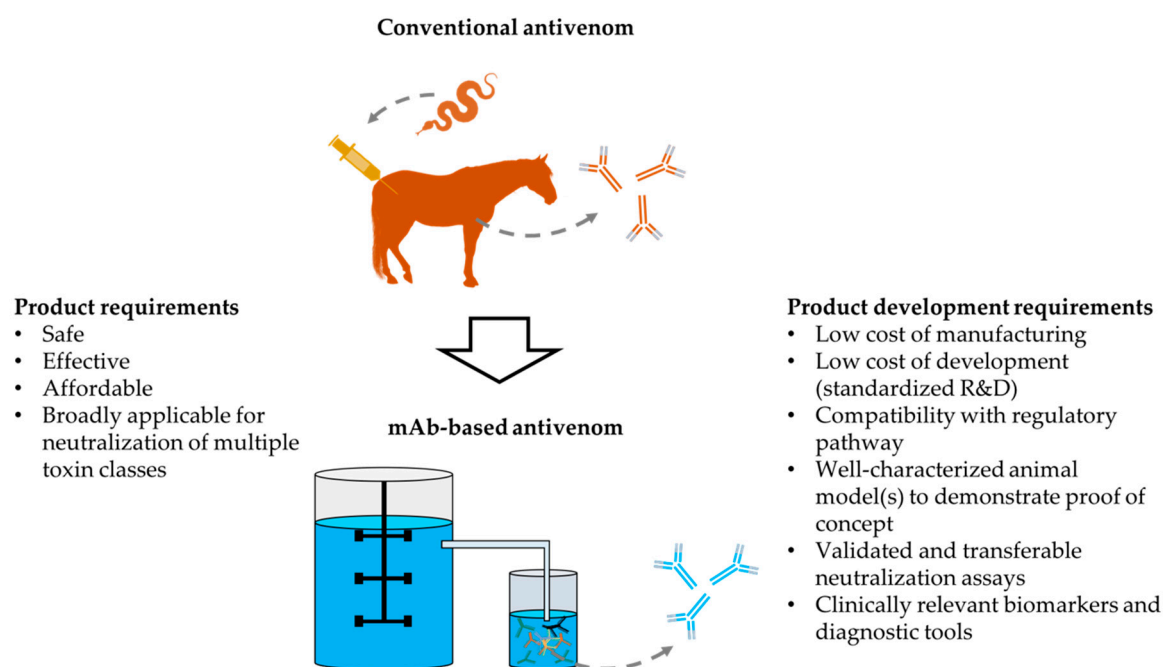 Conventional antivenom
Product requirements
• Safe
• Effective
• Affordable
• Broadly applicable for
neutralization of multiple
toxin classes
mAb-based antivenom
Product development requirements
• Low cost of manufacturing
• Low cost of development
(standardized R&D)
• Compatibility with regulatory
pathway
• Well-characterized animal
model(s) to demonstrate proof of
concept
• Validated and transferable
neutralization assays
• Clinically relevant biomarkers and
diagnostic tools